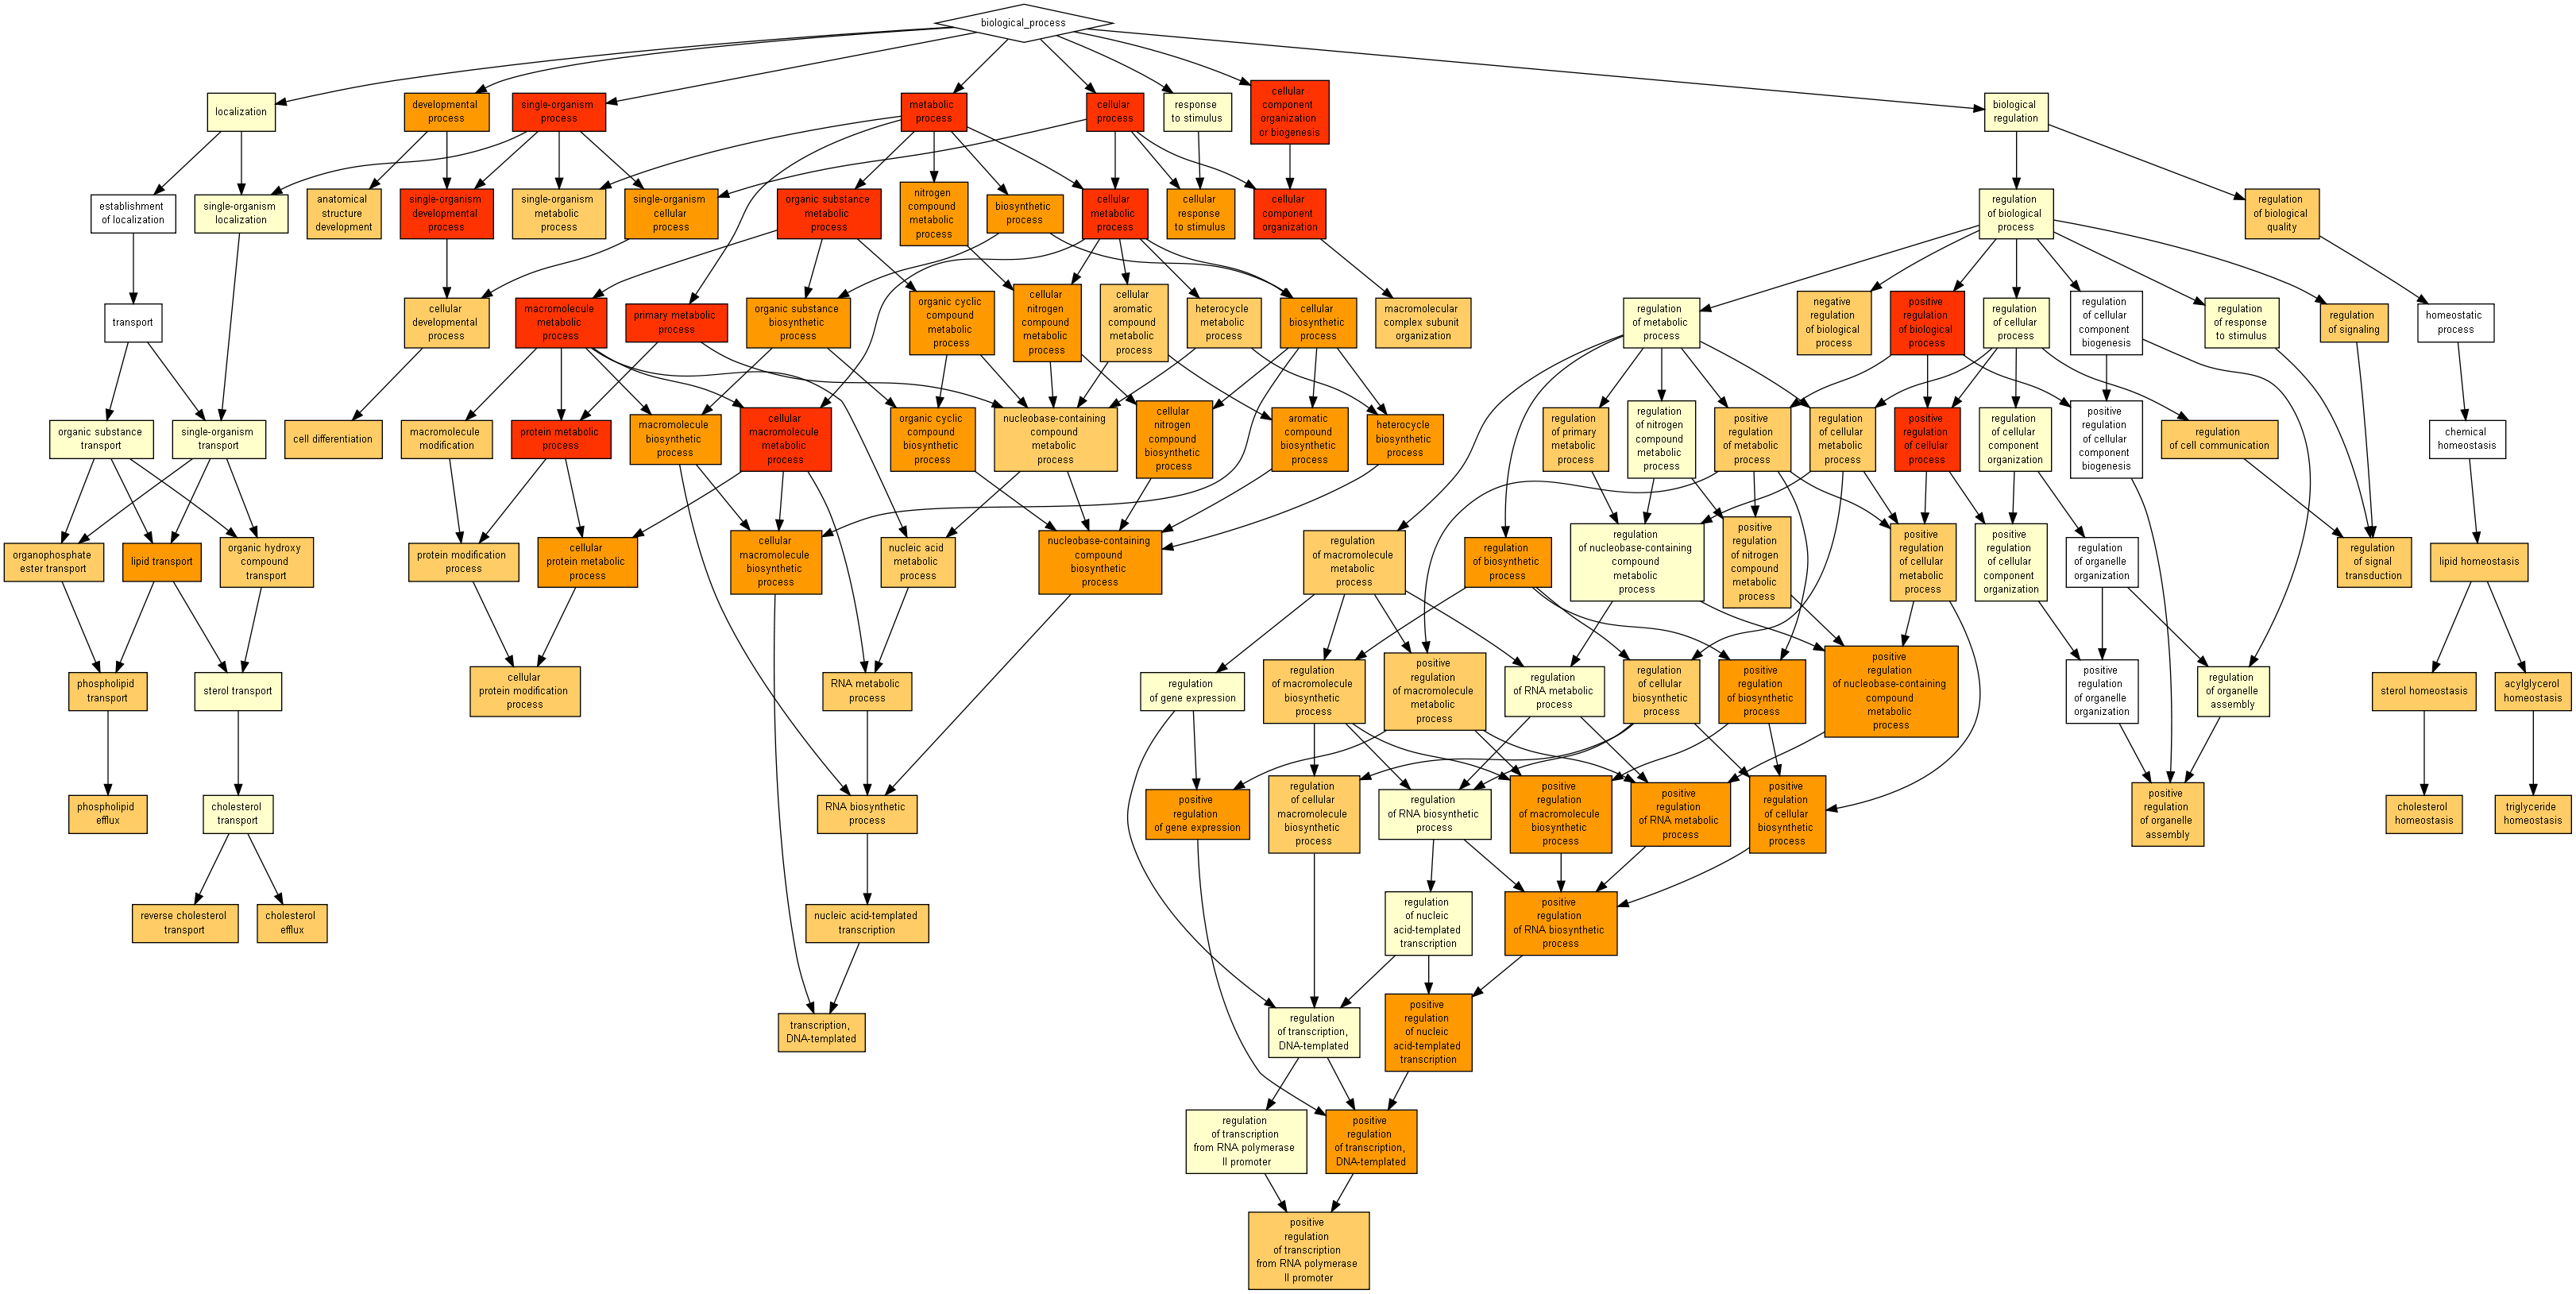 biological_process
localization
developmental
process
single-organism
process
metabolic
process
cellular
process
response
to stimulus
cellular
component
organization
or biogenesis
biological
regulation
establishment
of localization
single-organism
localization
anatomical
structure
development
single-organism
developmental
process
single-organism
metabolic
process
single-organism
cellular
process
organic substance
metabolic
process
nitrogen
compound
metabolic
process
biosynthetic
process
cellular
metabolic
process
cellular
response
to stimulus
cellular
component
organization
regulation
of biological
process
regulation
of biological
quality
transport
cellular
developmental
process
macromolecule
metabolic
process
primary metabolic
process
organic substance
biosynthetic
process
organic cyclic
compound
metabolic
process
cellular
nitrogen
compound
metabolic
process
cellular
aromatic
compound
metabolic
process
heterocycle
metabolic
process
cellular
biosynthetic
process
macromolecular
complex subunit
organization
regulation
of metabolic
process
negative
regulation
of biological
process
positive
regulation
of biological
process
regulation
of cellular
process
regulation
of cellular
component
biogenesis
regulation
of response
to stimulus
regulation
of signaling
homeostatic
process
organic substance
transport
single-organism
transport
cell differentiation
macromolecule
modification
protein metabolic
process
macromolecule
biosynthetic
process
cellular
macromolecule
metabolic
process
organic cyclic
compound
biosynthetic
process
nucleobase-containing
compound
metabolic
process
cellular
nitrogen
compound
biosynthetic
process
aromatic
compound
biosynthetic
process
heterocycle
biosynthetic
process
regulation
of primary
metabolic
process
regulation
of nitrogen
compound
metabolic
process
positive
regulation
of metabolic
process
regulation
of cellular
metabolic
process
positive
regulation
of cellular
process
regulation
of cellular
component
organization
positive
regulation
of cellular
component
biogenesis
regulation
of cell communication
chemical
homeostasis
organophosphate
ester transport
lipid transport
organic hydroxy
compound
transport
protein modification
process
cellular
protein metabolic
process
cellular
macromolecule
biosynthetic
process
nucleic acid
metabolic
process
nucleobase-containing
compound
biosynthetic
process
regulation
of macromolecule
metabolic
process
regulation
of biosynthetic
process
regulation
of nucleobase-containing
compound
metabolic
process
positive
regulation
of nitrogen
compound
metabolic
process
positive
regulation
of cellular
metabolic
process
positive
regulation
of cellular
component
organization
regulation
of organelle
organization
regulation
of signal
transduction
lipid homeostasis
phospholipid
transport
sterol transport
cellular
protein modification
process
RNA metabolic
process
regulation
of gene expression
regulation
of macromolecule
biosynthetic
process
positive
regulation
of macromolecule
metabolic
process
regulation
of RNA metabolic
process
regulation
of cellular
biosynthetic
process
positive
regulation
of biosynthetic
process
positive
regulation
of nucleobase-containing
compound
metabolic
process
positive
regulation
of organelle
organization
regulation
of organelle
assembly
sterol homeostasis
acylglycerol
homeostasis
phospholipid
efflux
cholesterol
transport
RNA biosynthetic
process
positive
regulation
of gene expression
regulation
of cellular
macromolecule
biosynthetic
process
regulation
of RNA biosynthetic
process
positive
regulation
of macromolecule
biosynthetic
process
positive
regulation
of RNA metabolic
process
positive
regulation
of cellular
biosynthetic
process
positive
regulation
of organelle
assembly
cholesterol
homeostasis
triglyceride
homeostasis
reverse cholesterol
transport
cholesterol
efflux
nucleic acid-templated
transcription
regulation
of nucleic
acid-templated
transcription
positive
regulation
of RNA biosynthetic
process
transcription,
DNA-templated
regulation
of transcription,
DNA-templated
positive
regulation
of nucleic
acid-templated
transcription
regulation
of transcription
from RNA polymerase
II promoter
positive
regulation
of transcription,
DNA-templated
positive
regulation
of transcription
from RNA polymerase
II promoter